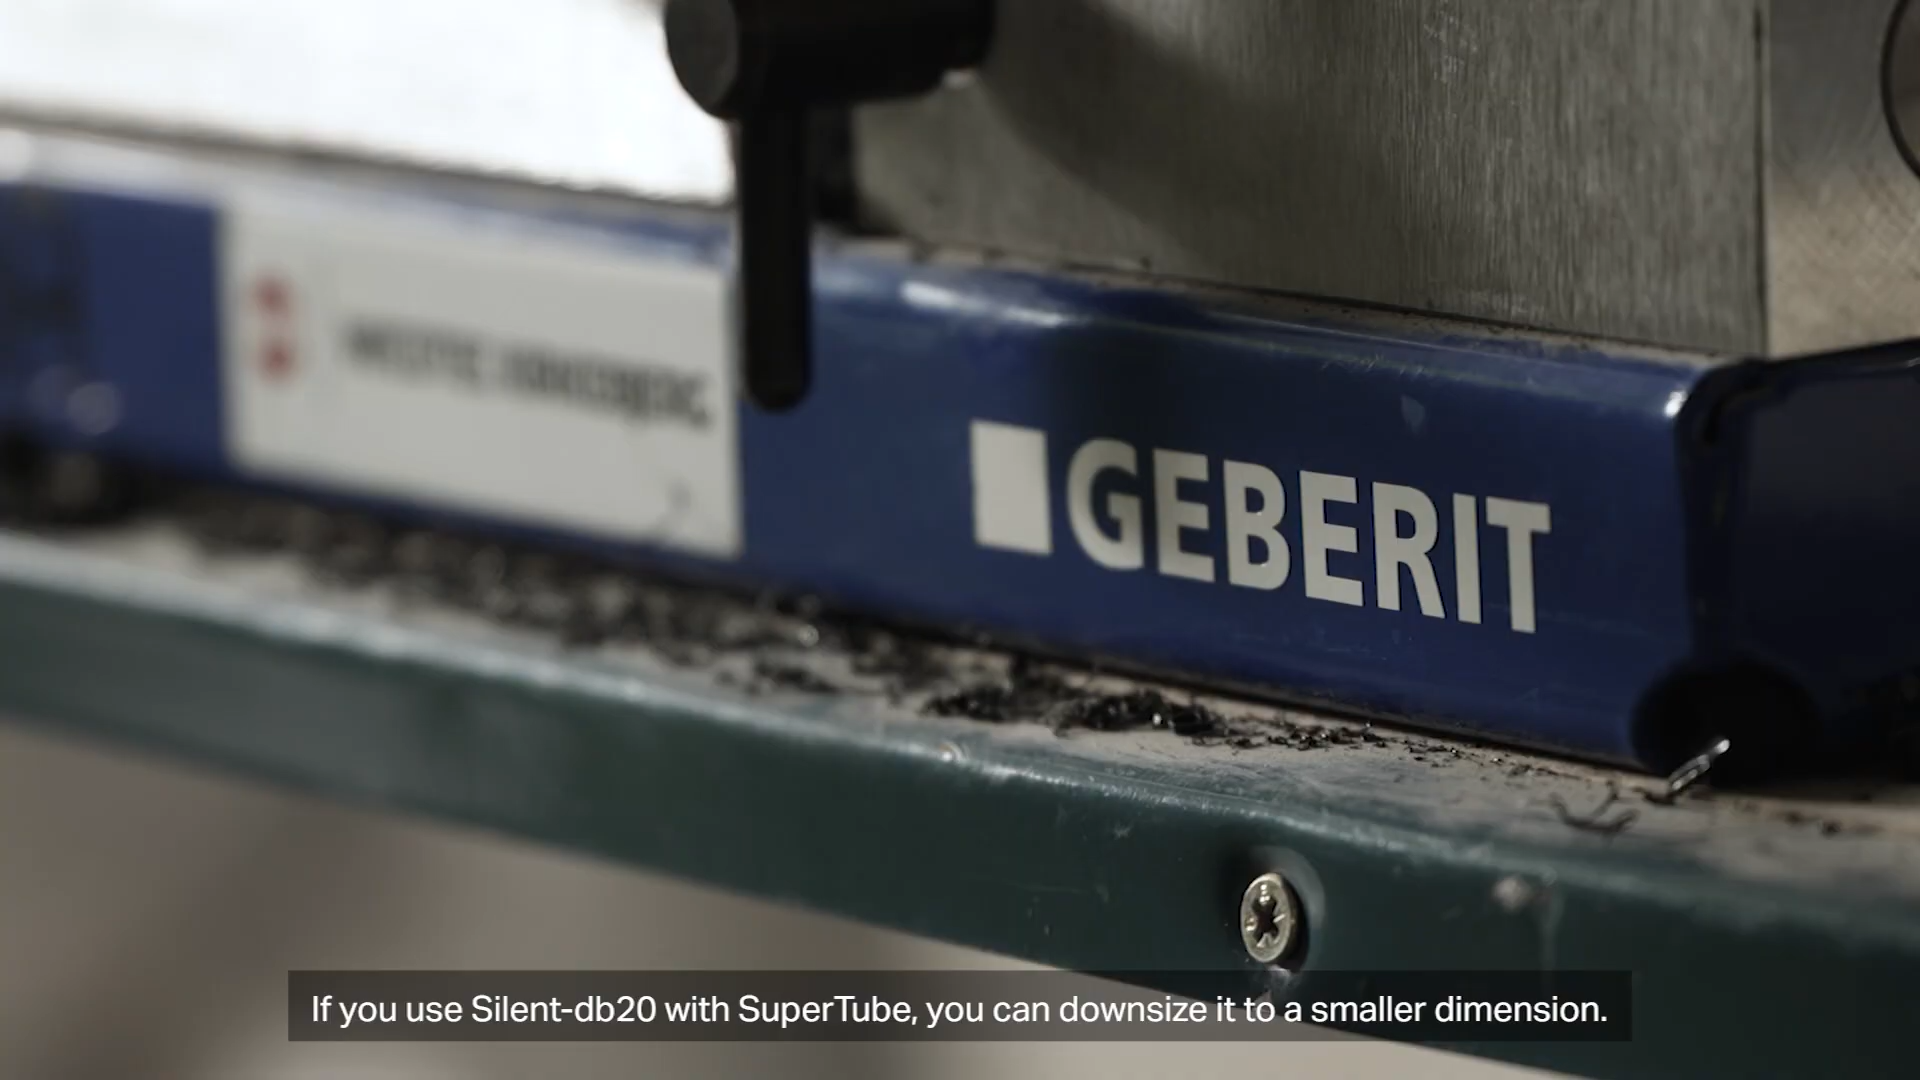 GEBERIT
If you use Silent-db20 with SuperTube, you can downsize it to a smaller dimension.